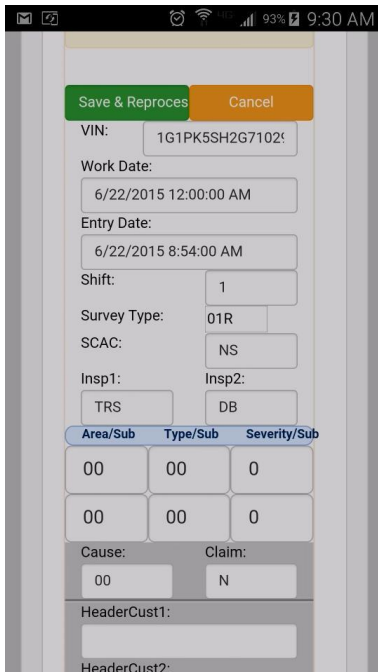 93% 9:30 AM
Save & Reproces Cancel
VIN: 1G1PK5SH2G71029
Work Date:
6/22/2015 12:00:00 AM
Entry Date:
6/22/2015 8:54:00 AM
Shift: 1
Survey Type: 01R
SCAC: NS
Insp1: Insp2:
TRS DB
Area/Sub Type/Sub Severity/Sub
00 00 0
00 00 0
Cause: Claim:
00 N
HeaderCust1:
HeaderCust2: